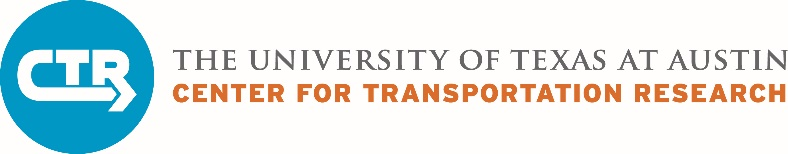 CTR
THE UNIVERSITY OF TEXAS AT AUSTIN
CENTER FOR TRANSPORTATION RESEARCH